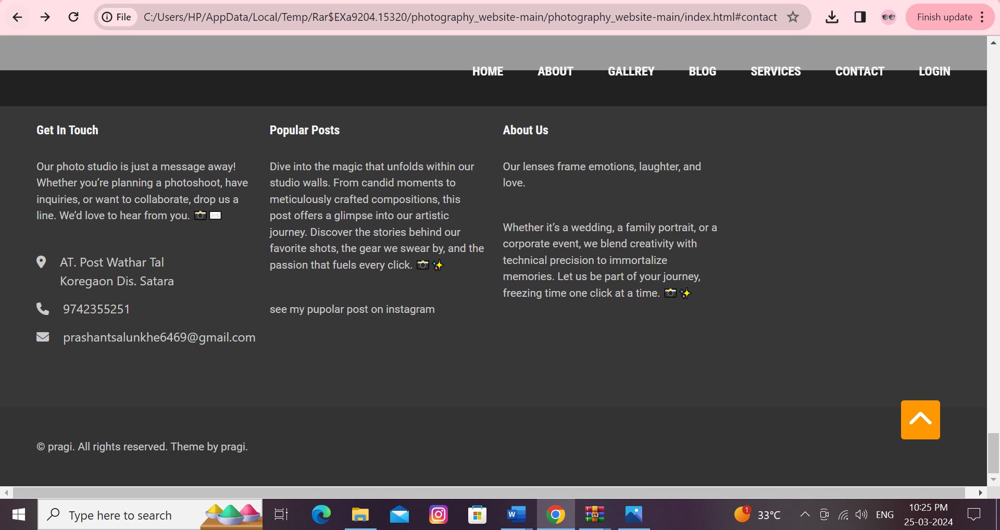 File C:/Users/HP/AppData/Local/Temp/Rar$EXa9204.15320/photography_website-main/photography_website-main/index.html#contact Finish update
HOME ABOUT GALLREY BLOG SERVICES CONTACT LOGIN
Get In Touch
Our photo studio is just a message away!
Whether you’re planning a photoshoot, have
inquiries, or want to collaborate, drop us a
line. We’d love to hear from you. 📷✉️
AT. Post Wathar Tal
Koregaon Dis. Satara
9742355251
prashantsalunkhe6469@gmail.com
Popular Posts
Dive into the magic that unfolds within our
studio walls. From candid moments to
meticulously crafted compositions, this
post offers a glimpse into our artistic
journey. Discover the stories behind our
favorite shots, the gear we swear by, and the
passion that fuels every click. 📷✨
see my pupolar post on instagram
About Us
Our lenses frame emotions, laughter, and
love.
Whether it’s a wedding, a family portrait, or a
corporate event, we blend creativity with
technical precision to immortalize
memories. Let us be part of your journey,
freezing time one click at a time. 📷✨
© pragi. All rights reserved. Theme by pragi.
Type here to search
W
1
33°C
ENG
10:25 PM
25-03-2024